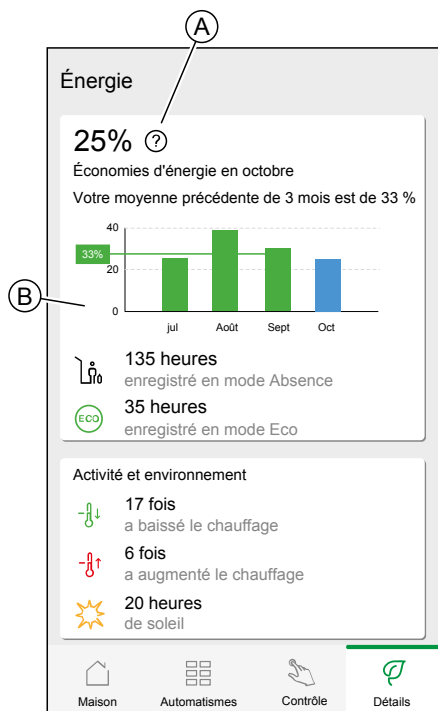 A
Énergie
25% ?
Économies d'énergie en octobre
Votre moyenne précédente de 3 mois est de 33 %
40
33%
20
B
0
jul Août Sept Oct
135 heures
enregistré en mode Absence
ECO
35 heures
enregistré en mode Eco
Activité et environnement
17 fois
a baissé le chauffage
6 fois
a augmenté le chauffage
20 heures
de soleil
Maison Automatismes Contrôle Détails